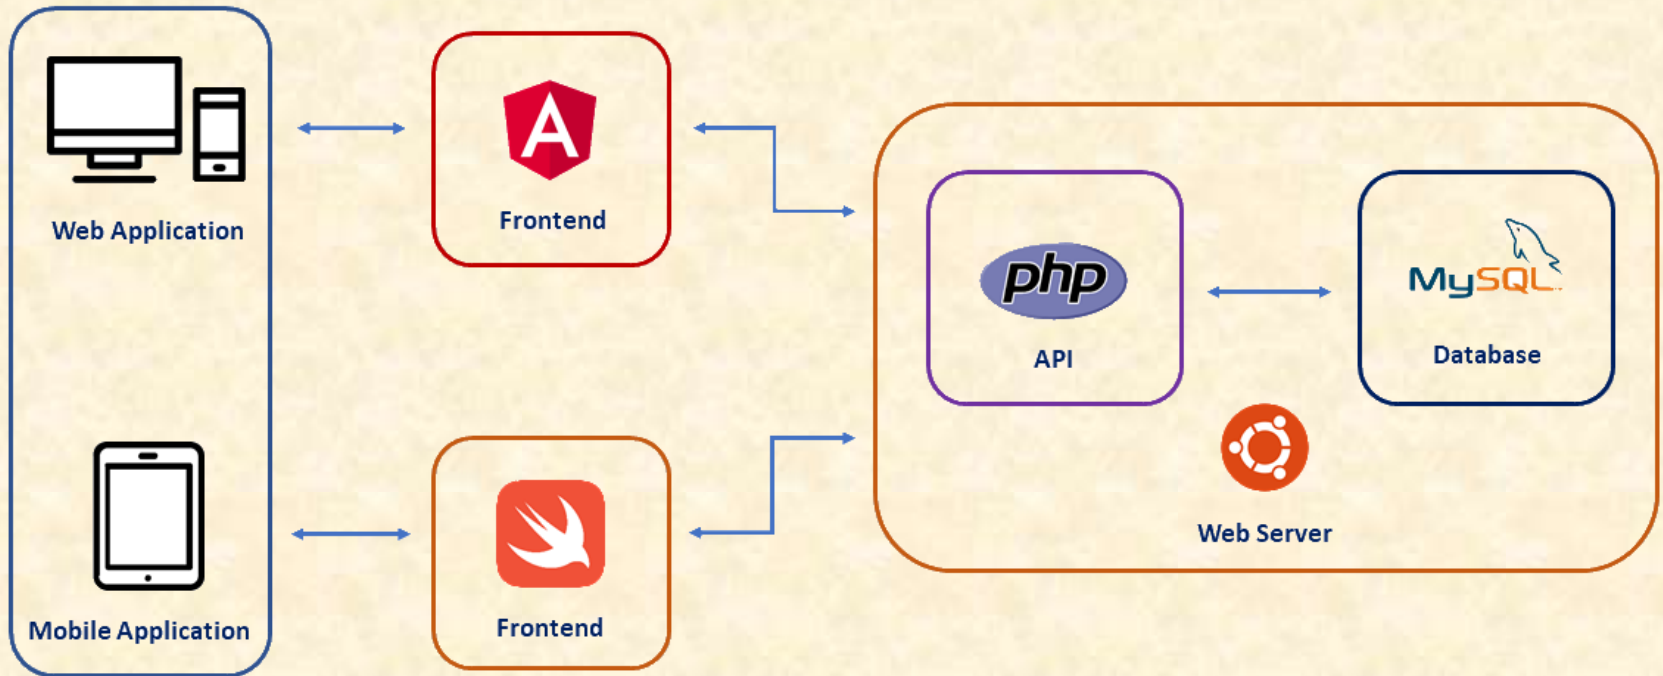 Web Application
Frontend
php
API
MySQL
Database
Web Server
Mobile Application
Frontend